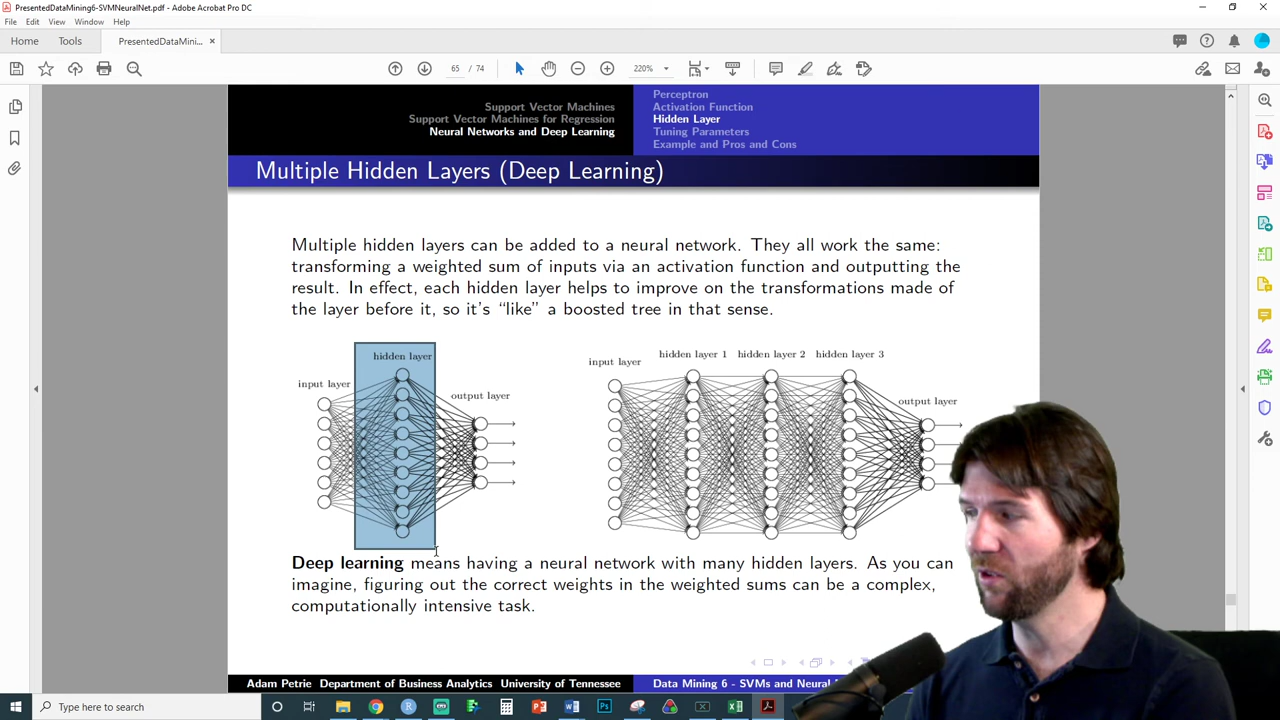 PresentedDataMining6-SVMNeuralNet.pdf - Adobe Acrobat Pro DC
File Edit View Window Help
Home Tools PresentedDataMini... ×
65 / 74 220%
Support Vector Machines
Support Vector Machines for Regression
Neural Networks and Deep Learning
Perceptron
Activation Function
Hidden Layer
Tuning Parameters
Example and Pros and Cons
Multiple Hidden Layers (Deep Learning)
Multiple hidden layers can be added to a neural network. They all work the same:
transforming a weighted sum of inputs via an activation function and outputting the
result. In effect, each hidden layer helps to improve on the transformations made of
the layer before it, so it's “like” a boosted tree in that sense.
input layer
hidden layer
output layer
input layer
hidden layer 1 hidden layer 2 hidden layer 3
output layer
Deep learning means having a neural network with many hidden layers. As you can
imagine, figuring out the correct weights in the weighted sums can be a complex,
computationally intensive task.
Adam Petrie Department of Business Analytics University of Tennessee
Data Mining 6 - SVMs and Neural
Type here to search